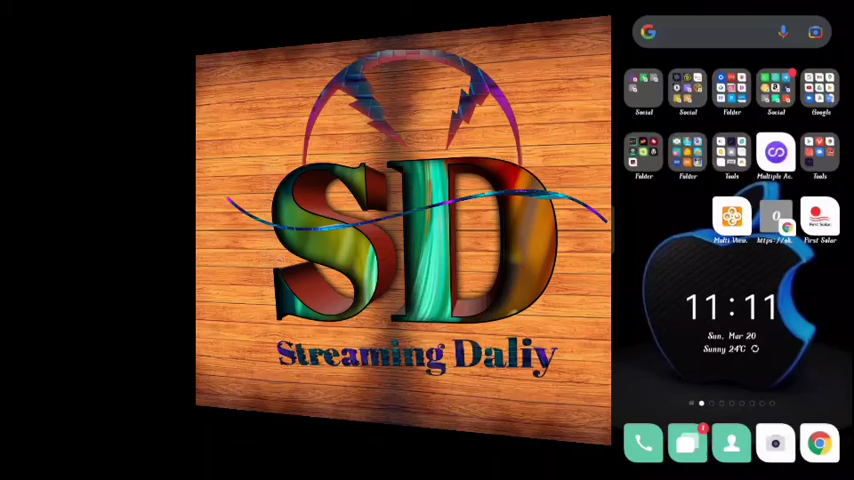 SD
Streaming Daliy
Social Social Folder Social Google
Folder Folder Tools Multiple Ac. Tools
Multi View. First Solar
11:11
Sun, Mar 20
Sunny 24°C